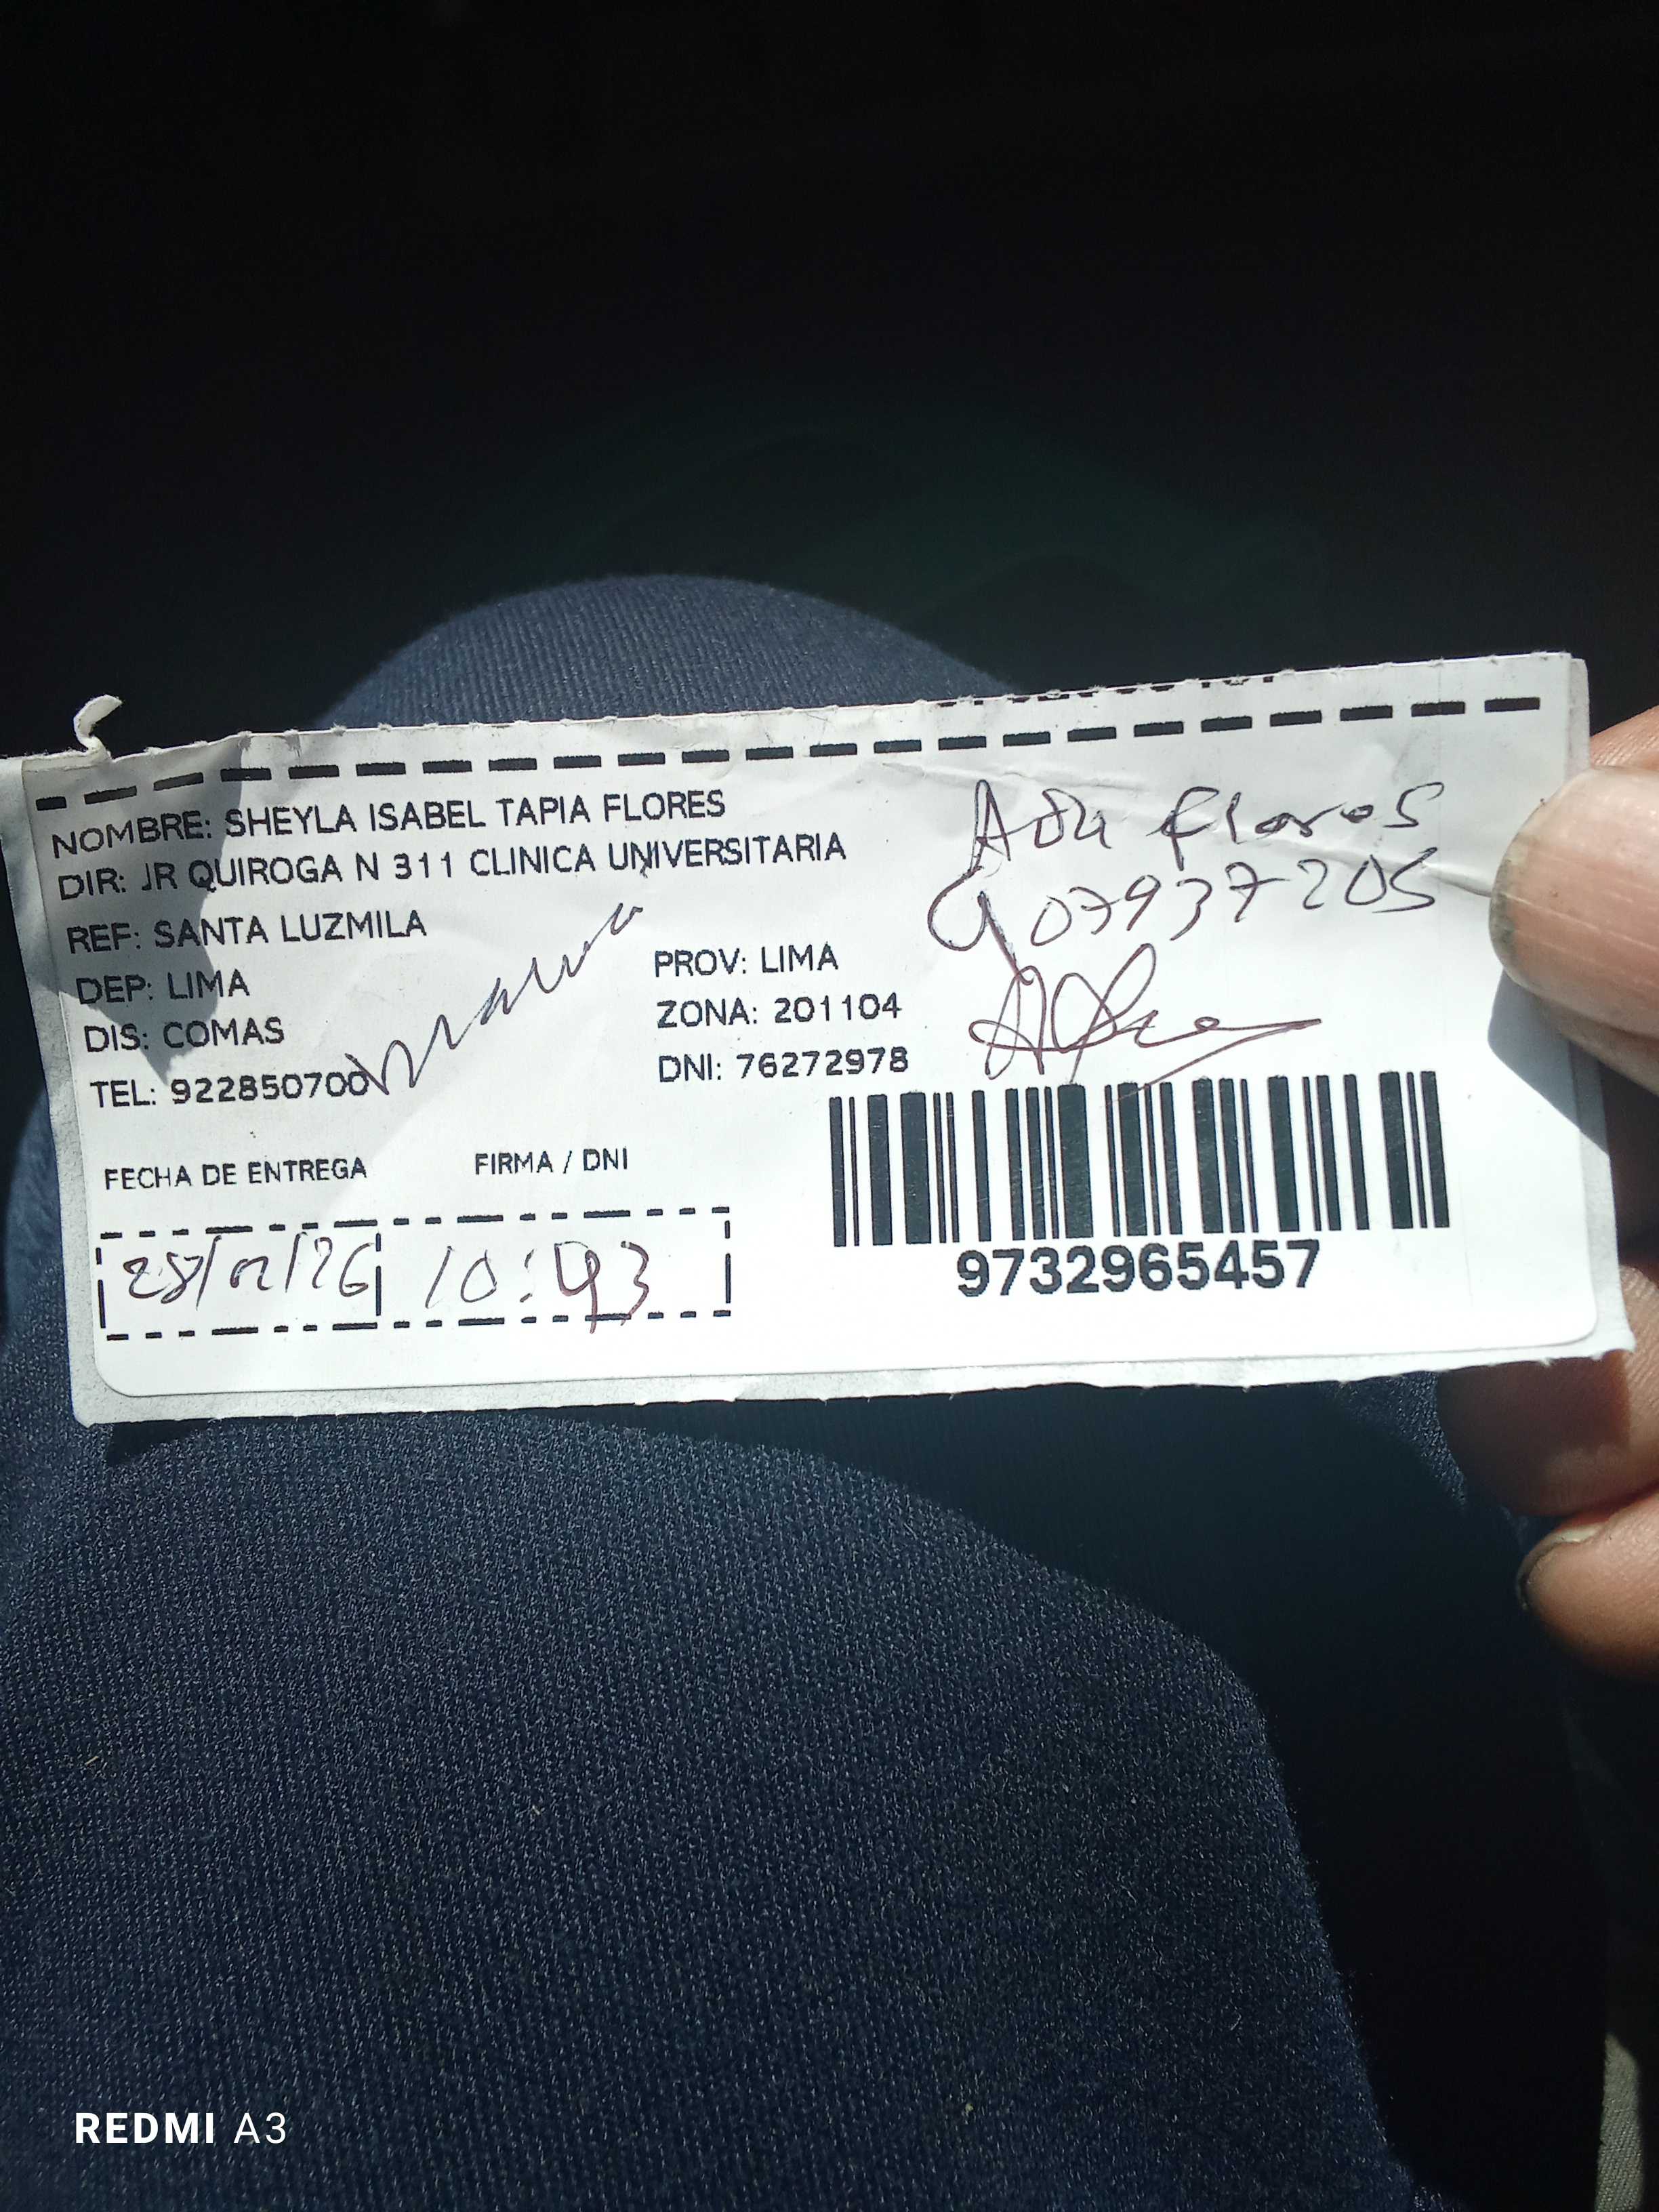 NOMBRE: SHEYLA ISABEL TAPIA FLORES
DIR: JR QUIROGA N 311 CLINICA UNIVERSITARIA
REF: SANTA LUZMILA
DEP: LIMA
PROV: LIMA
DIS: COMAS
ZONA: 201104
TEL: 922850700
DNI: 76272978
Flores
07937205
mama
FECHA DE ENTREGA
FIRMA / DNI
28/02/26
10:43
9732965457
REDMI A3